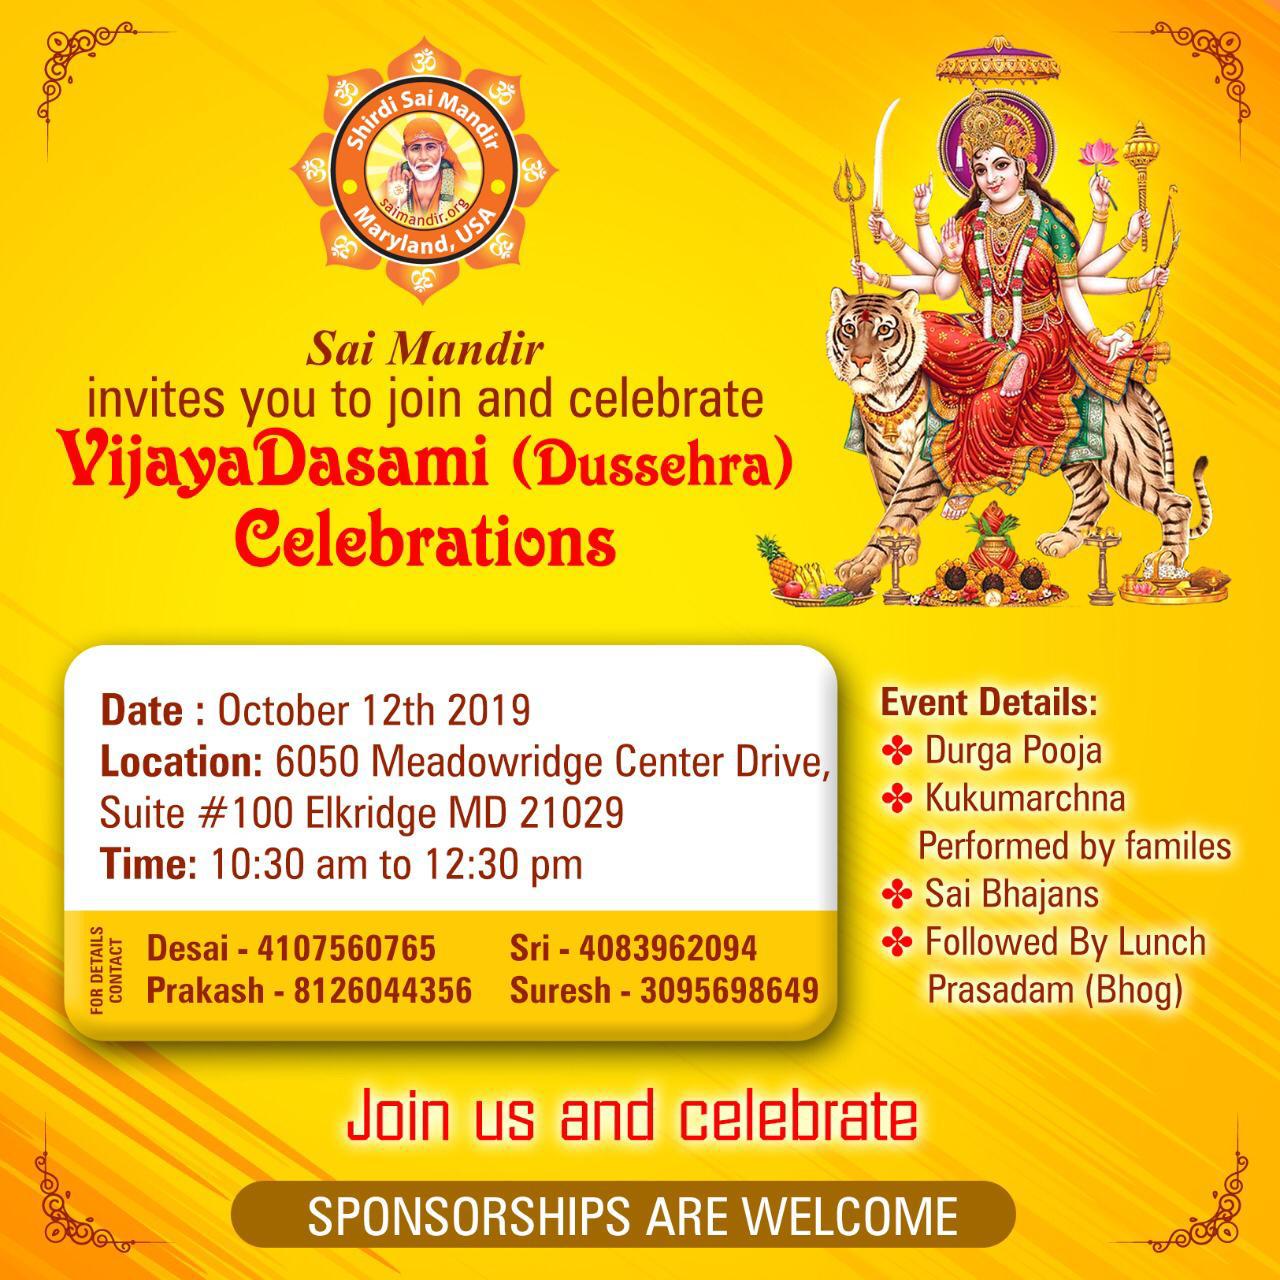 Shirdi Sai Mandir
saimandir.org
Maryland, USA
Sai Mandir
invites you to join and celebrate
VijayaDasami (Dussehra)
Celebrations
Date : October 12th 2019
Location: 6050 Meadowridge Center Drive,
Suite #100 Elkridge MD 21029
Time: 10:30 am to 12:30 pm
FOR DETAILS
CONTACT
Desai - 4107560765 Sri - 4083962094
Prakash - 8126044356 Suresh - 3095698649
Event Details:
Durga Pooja
Kukumarchna
Performed by familes
Sai Bhajans
Followed By Lunch
Prasadam (Bhog)
Join us and celebrate
SPONSORSHIPS ARE WELCOME
ॐ
ॐ
ॐ
ॐ
ॐ
ॐ
ॐ
ॐ